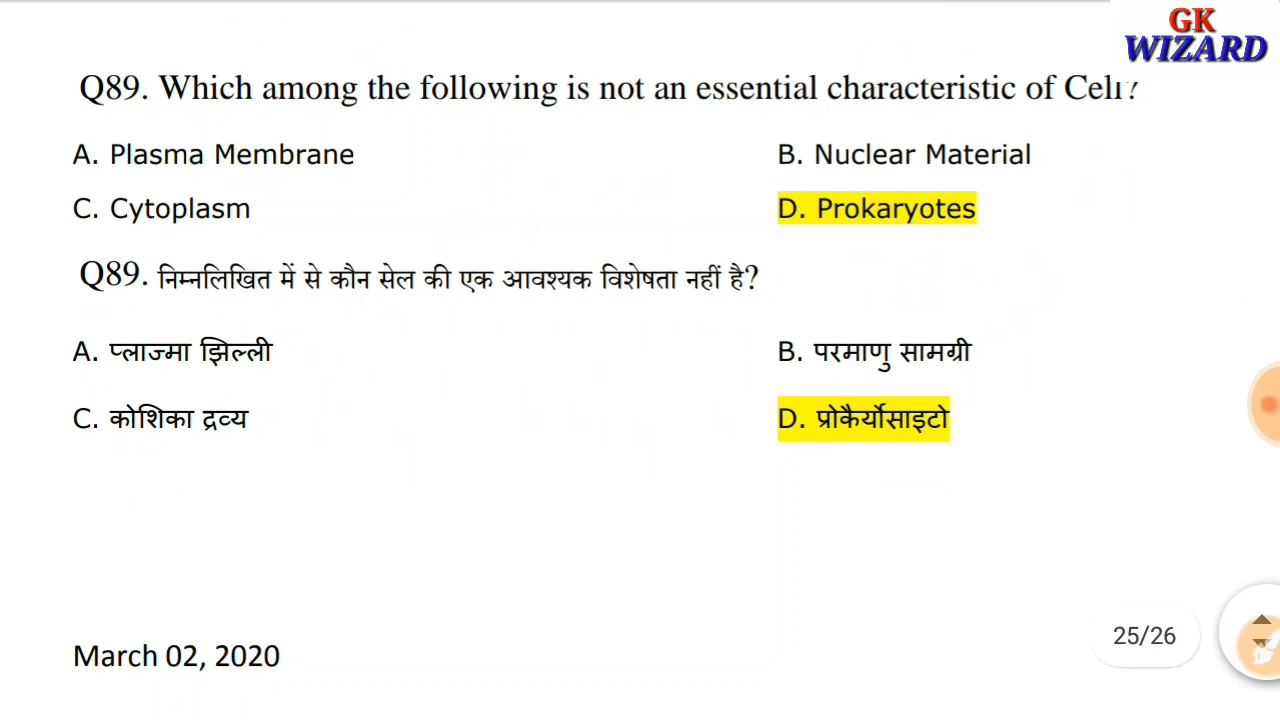 GK
WIZARD
Q89. Which among the following is not an essential characteristic of Cell?
A. Plasma Membrane B. Nuclear Material
C. Cytoplasm D. Prokaryotes
Q89. निम्नलिखित में से कौन सेल की एक आवश्यक विशेषता नहीं है?
A. प्लाज्मा झिल्ली B. परमाणु सामग्री
C. कोशिका द्रव्य D. प्रोकैर्योसाइटो
March 02, 2020 25/26